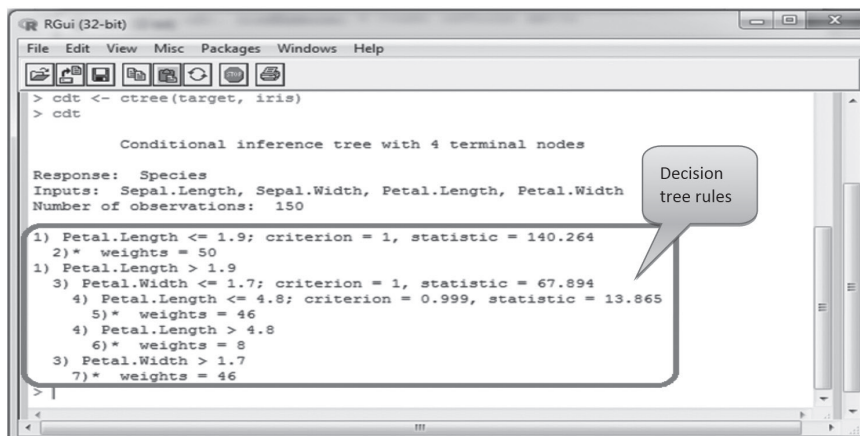 RGui (32-bit)
File Edit View Misc Packages Windows Help
STOP
> cdt <- ctree(target, iris)
> cdt
Conditional inference tree with 4 terminal nodes
Response: Species
Inputs: Sepal.Length, Sepal.Width, Petal.Length, Petal.Width
Number of observations: 150
Decision
tree rules
1) Petal.Length <= 1.9; criterion = 1, statistic = 140.264
2)* weights = 50
1) Petal.Length > 1.9
3) Petal.Width <= 1.7; criterion = 1, statistic = 67.894
4) Petal.Length <= 4.8; criterion = 0.999, statistic = 13.865
5)* weights = 46
4) Petal.Length > 4.8
6)* weights = 8
3) Petal.Width > 1.7
7)* weights = 46
>